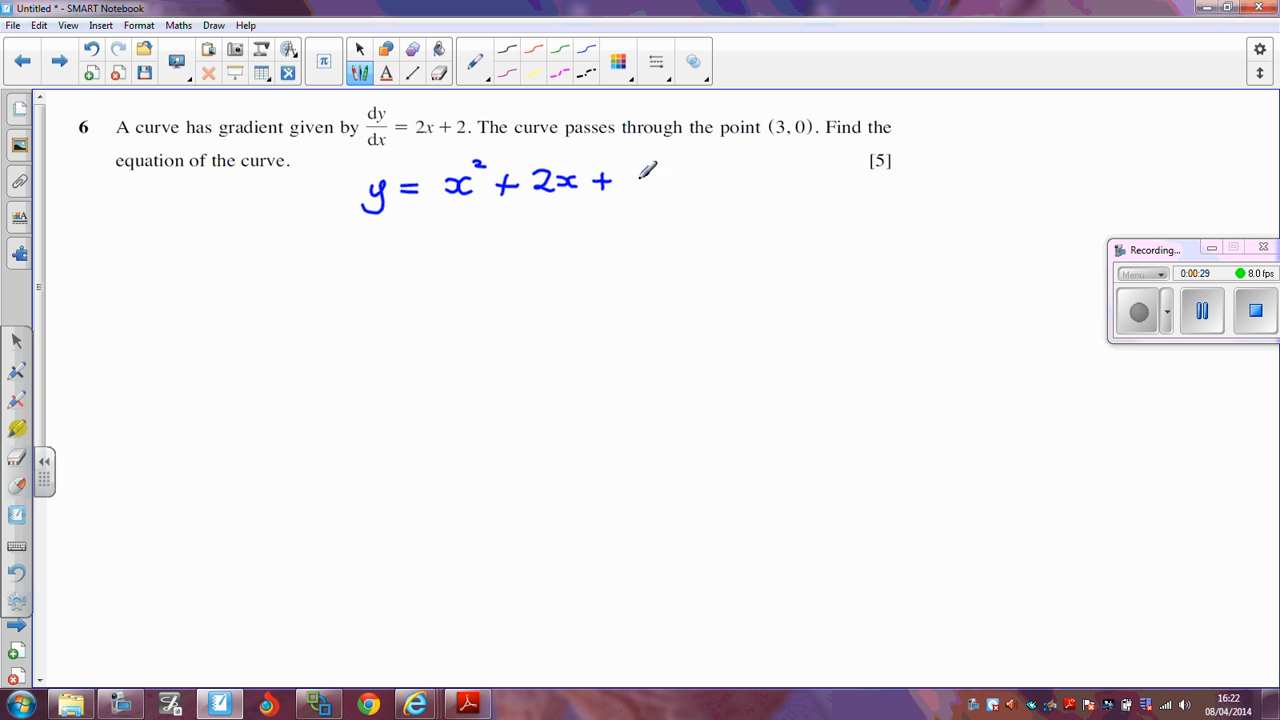 Untitled * - SMART Notebook
File Edit View Insert Format Maths Draw Help
6 A curve has gradient given by dy/dx = 2x + 2. The curve passes through the point (3, 0). Find the
equation of the curve. [5]
y = x² + 2x +
Recording...
Menu 0:00:29 8.0 fps
16:22
08/04/2014